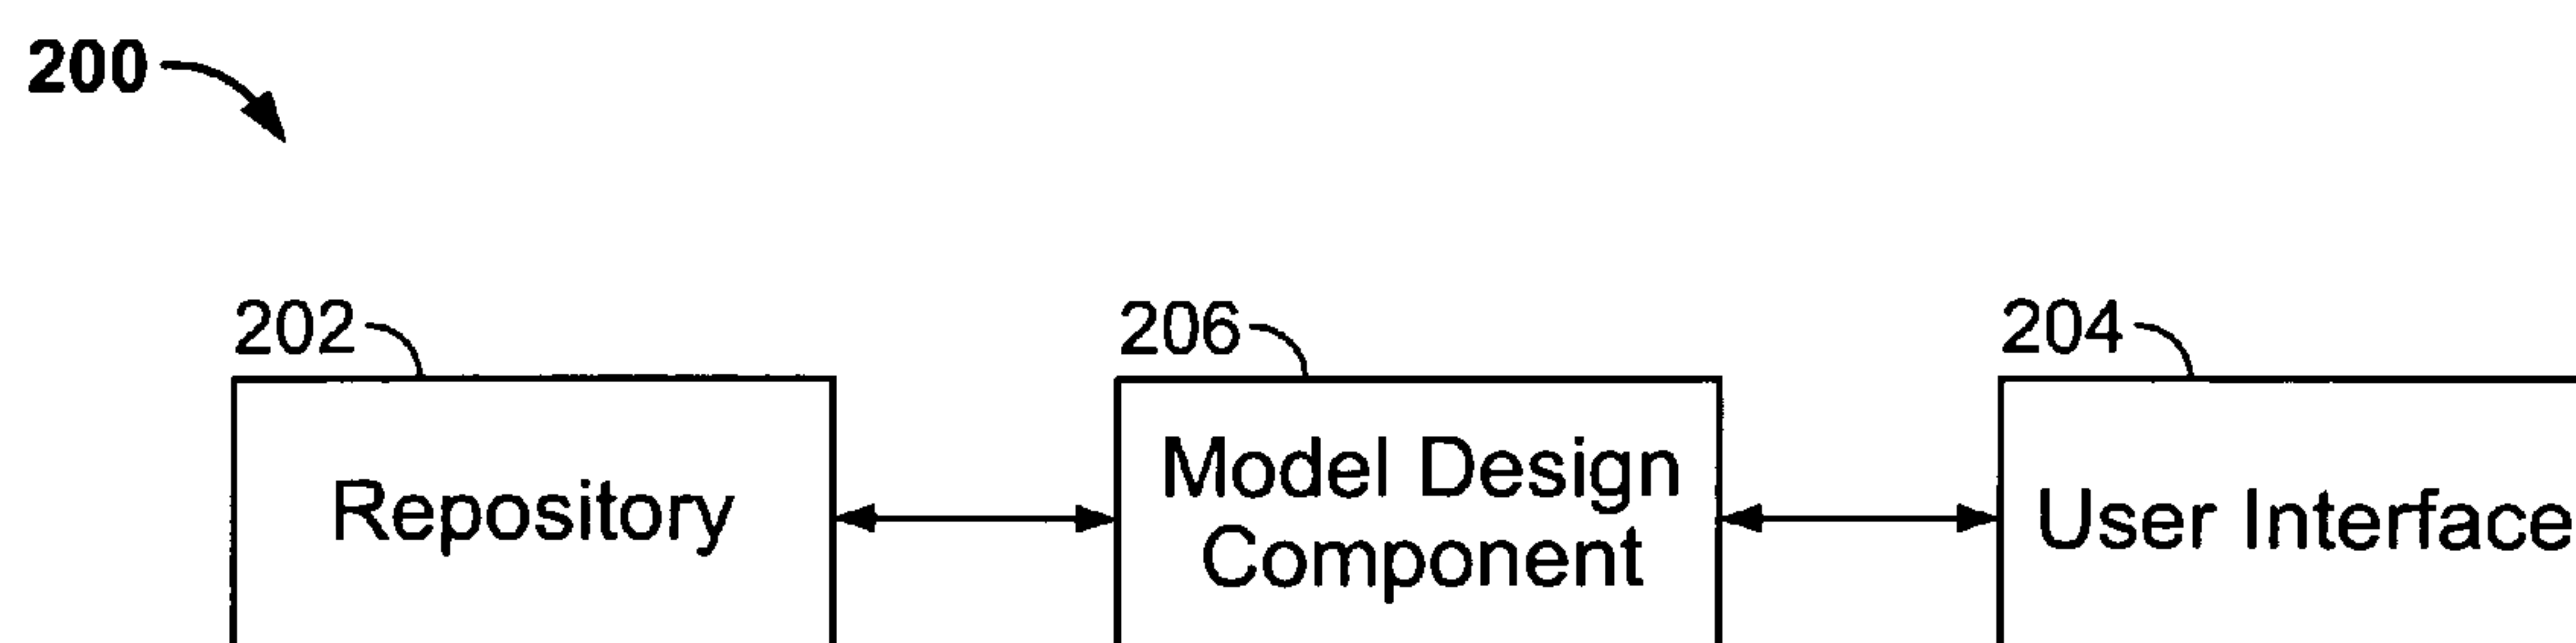 200
202
206
204
Repository
Model Design
Component
User Interface